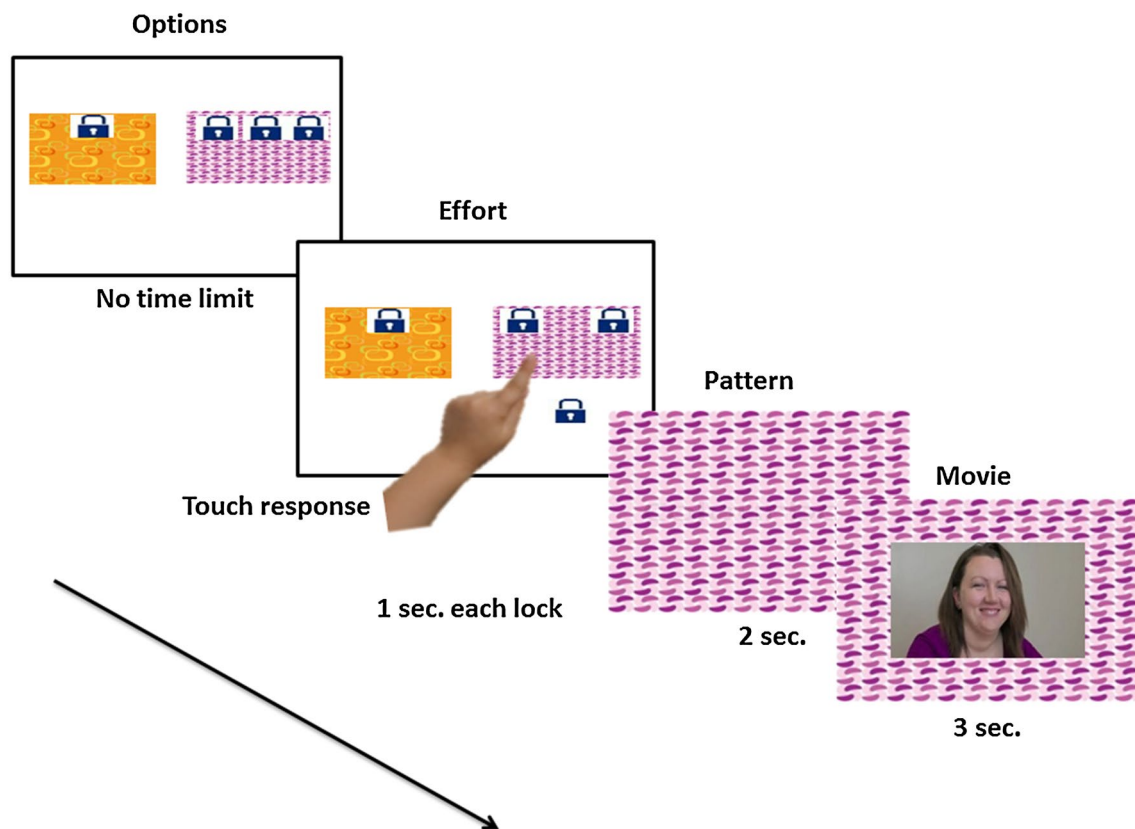 Options
No time limit
Effort
Touch response
1 sec. each lock
Pattern
2 sec.
Movie
3 sec.